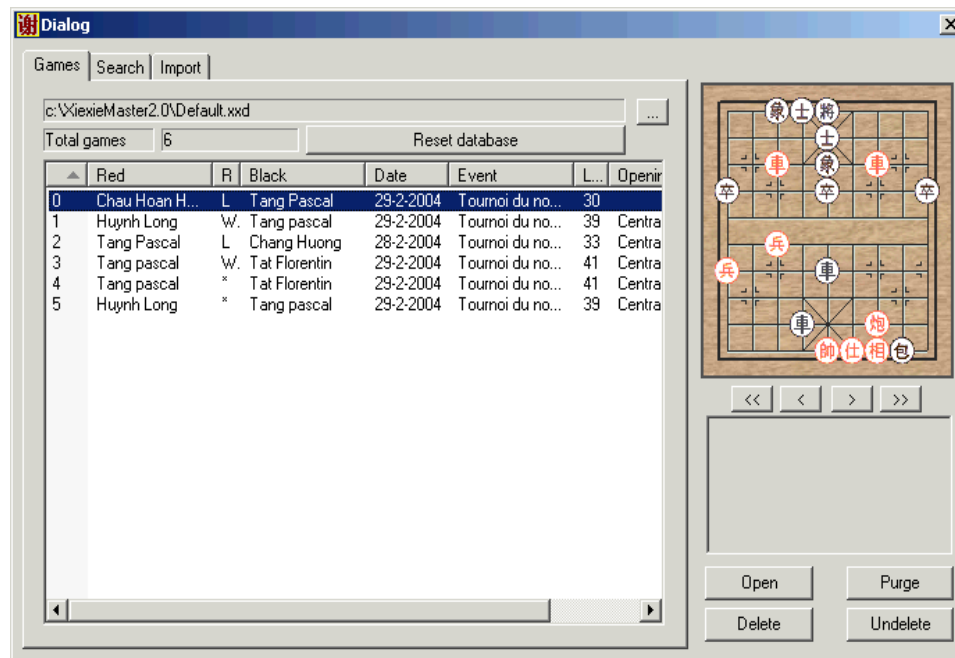 谢 Dialog
Games Search Import
c:\XiexieMaster2.0\Default.xxd ...
Total games 6 Reset database
Red R Black Date Event L... Openin
0 Chau Hoan H... L Tang Pascal 29-2-2004 Tournoi du no... 30
1 Huynh Long W. Tang pascal 29-2-2004 Tournoi du no... 39 Centra
2 Tang Pascal L Chang Huong 28-2-2004 Tournoi du no... 33 Centra
3 Tang pascal W. Tat Florentin 29-2-2004 Tournoi du no... 41 Centra
4 Tang pascal * Tat Florentin 29-2-2004 Tournoi du no... 41 Centra
5 Huynh Long * Tang pascal 29-2-2004 Tournoi du no... 39 Centra
象 士 將
士
車 象 車
卒 卒 卒
兵
兵 車
車 炮
帥 仕 相 包
<< < > >>
Open Purge
Delete Undelete